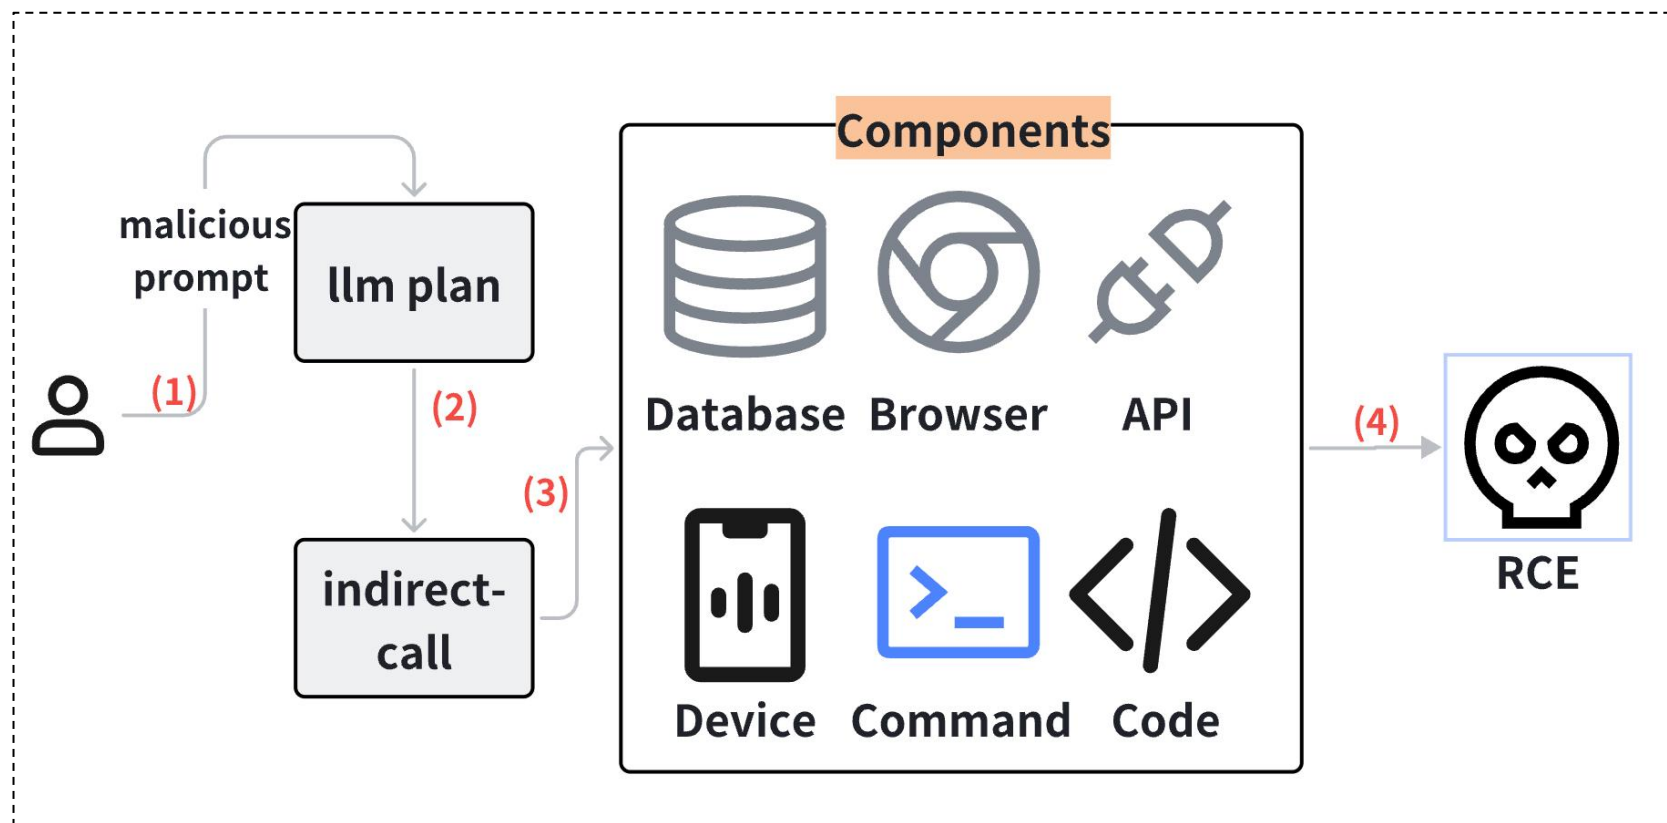 Components
malicious
prompt
llm plan
(1)
(2)
indirect-
call
(3)
Database
Browser
API
Device
Command
Code
(4)
RCE